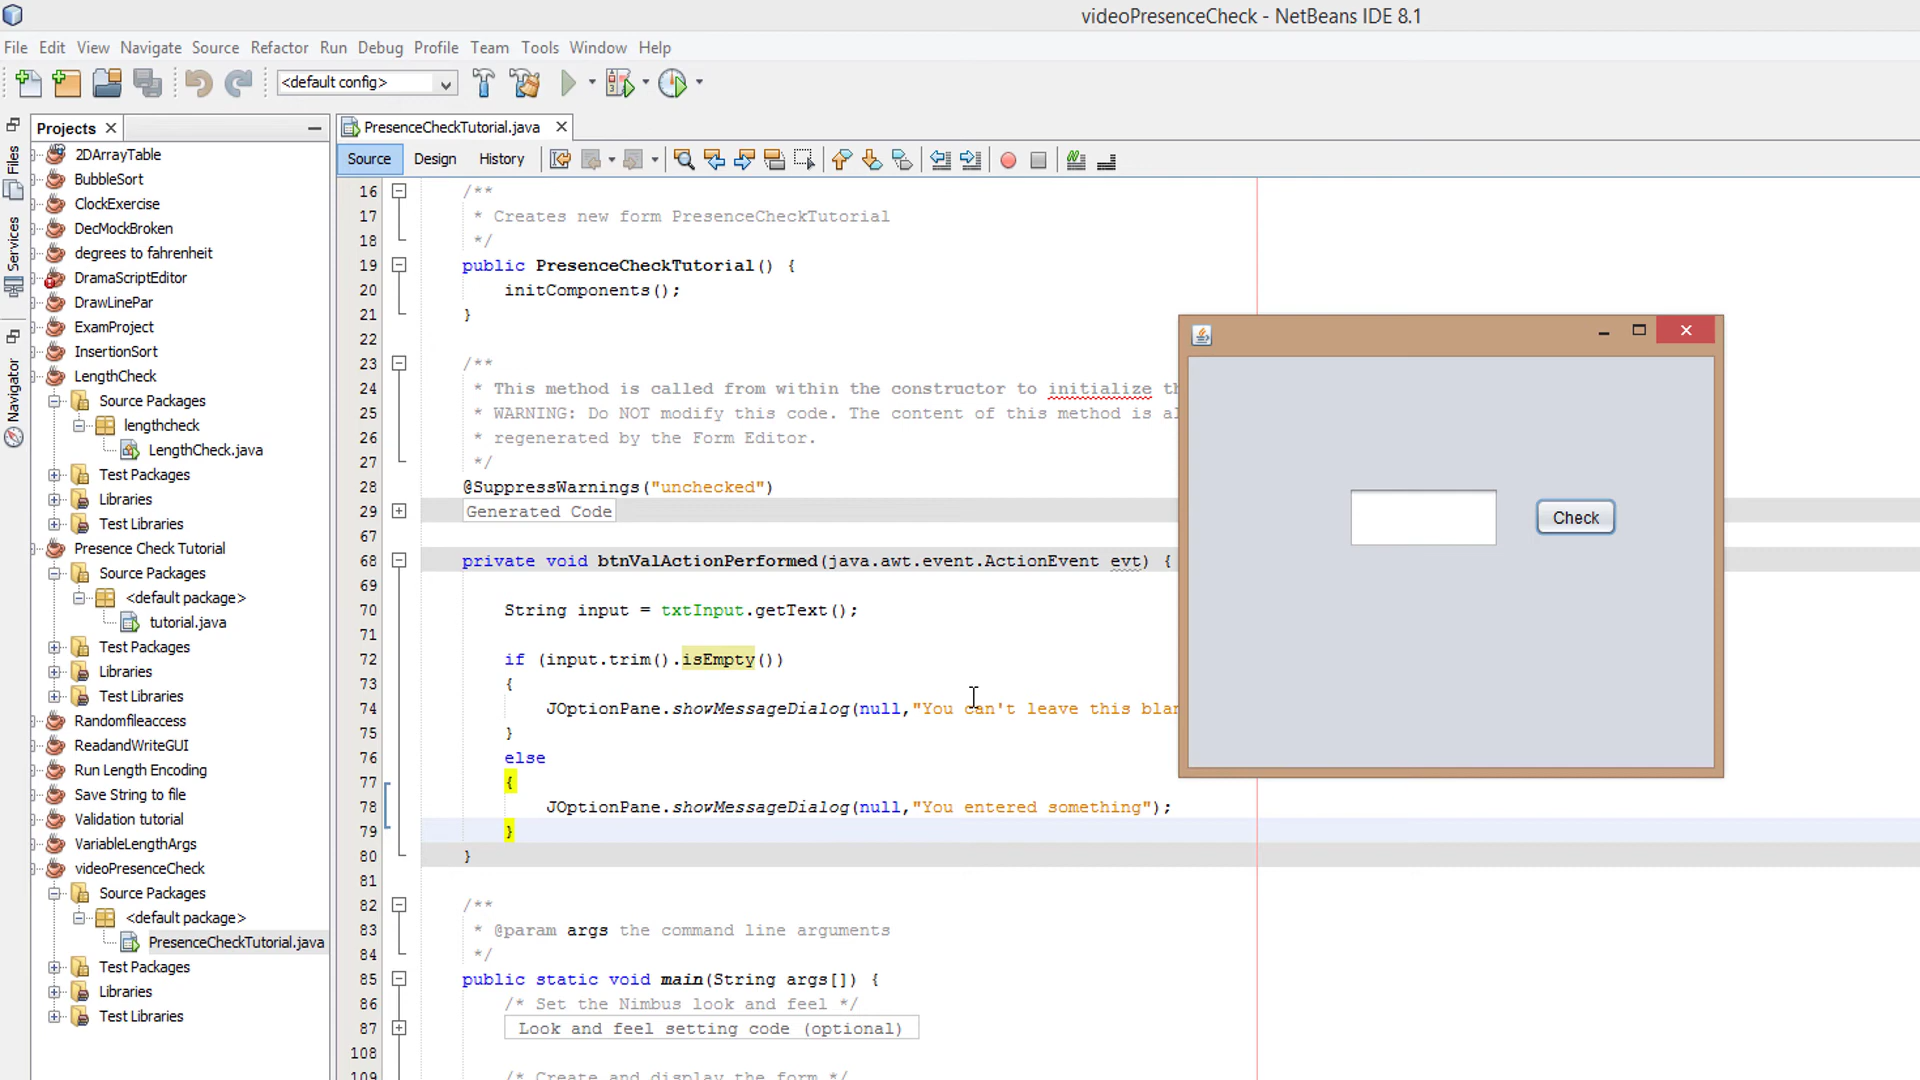 videoPresenceCheck - NetBeans IDE 8.1
File Edit View Navigate Source Refactor Run Debug Profile Team Tools Window Help
<default config>
Files
Services
Navigator
Projects
2DArrayTable
BubbleSort
ClockExercise
DecMockBroken
degrees to fahrenheit
DramaScriptEditor
DrawLinePar
ExamProject
InsertionSort
LengthCheck
Source Packages
lengthcheck
LengthCheck.java
Test Packages
Libraries
Test Libraries
Presence Check Tutorial
Source Packages
<default package>
tutorial.java
Test Packages
Libraries
Test Libraries
Randomfileaccess
ReadandWriteGUI
Run Length Encoding
Save String to file
Validation tutorial
VariableLengthArgs
videoPresenceCheck
Source Packages
<default package>
PresenceCheckTutorial.java
Test Packages
Libraries
Test Libraries
PresenceCheckTutorial.java
Source Design History
16 /**
17 * Creates new form PresenceCheckTutorial
18 */
19 public PresenceCheckTutorial() {
20 initComponents();
21 }
22
23 /**
24 * This method is called from within the constructor to initialize th
25 * WARNING: Do NOT modify this code. The content of this method is al
26 * regenerated by the Form Editor.
27 */
28 @SuppressWarnings("unchecked")
29 Generated Code
67
68 private void btnValActionPerformed(java.awt.event.ActionEvent evt) {
69
70 String input = txtInput.getText();
71
72 if (input.trim().isEmpty())
73 {
74 JOptionPane.showMessageDialog(null,"You can't leave this blan
75 }
76 else
77 {
78 JOptionPane.showMessageDialog(null,"You entered something");
79 }
80 }
81
82 /**
83 * @param args the command line arguments
84 */
85 public static void main(String args[]) {
86 /* Set the Nimbus look and feel */
87 Look and feel setting code (optional)
108
109 /* Create and display the form */
Check